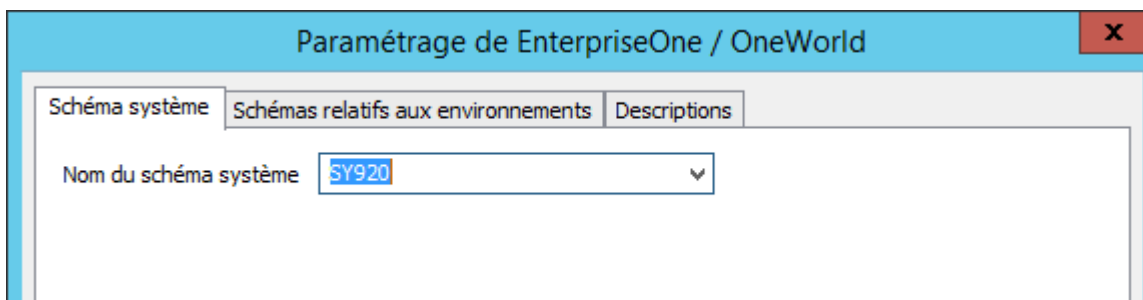 Paramétrage de EnterpriseOne / OneWorld
x
Schéma système Schémas relatifs aux environnements Descriptions
Nom du schéma système SY920